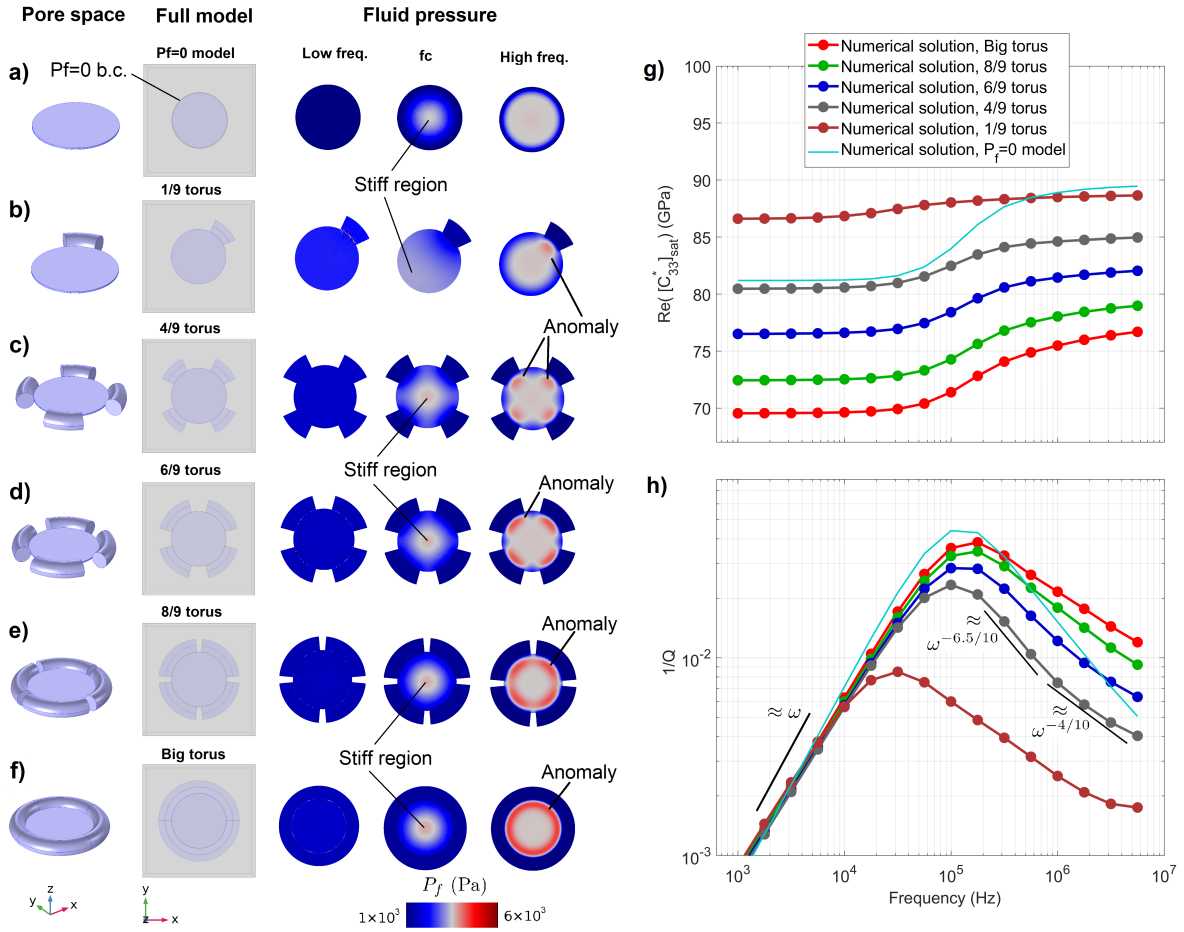 Pore space
Full model
Fluid pressure
Pf=0 model
Low freq.
fc
High freq.
a)
Pf=0 b.c.
Stiff region
1/9 torus
b)
Anomaly
4/9 torus
c)
Stiff region
6/9 torus
d)
Anomaly
8/9 torus
e)
Anomaly
Stiff region
Big torus
f)
Anomaly
z
y
x
y
z
x
P_f (Pa)
1×10³
6×10³
g)
Numerical solution, Big torus
Numerical solution, 8/9 torus
Numerical solution, 6/9 torus
Numerical solution, 4/9 torus
Numerical solution, 1/9 torus
Numerical solution, P_f=0 model
Re( [C*_33]_sat) (GPa)
100
95
90
85
80
75
70
h)
1/Q
10⁻²
10⁻³
≈ ω
≈
ω^−6.5/10
≈
ω^−4/10
10³
10⁴
10⁵
10⁶
10⁷
Frequency (Hz)